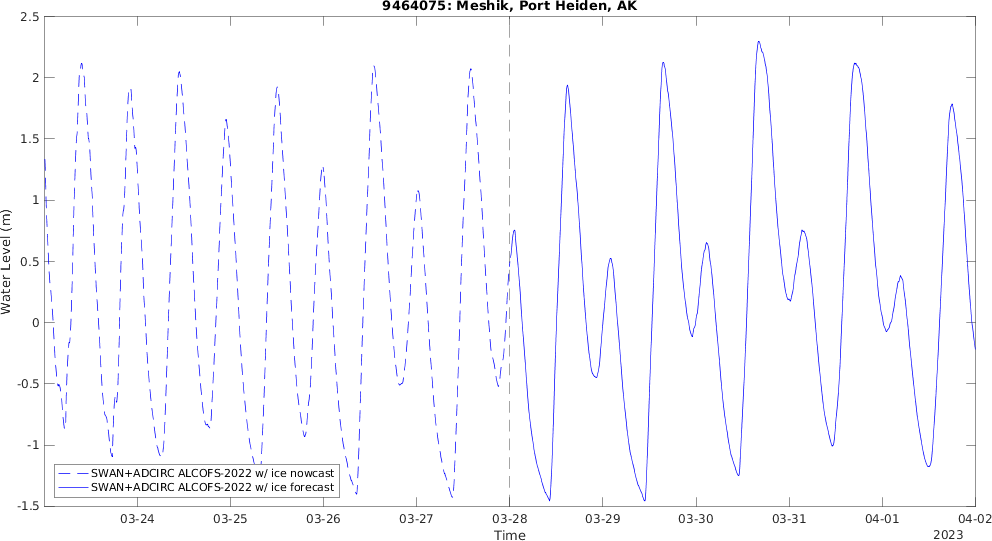 9464075: Meshik, Port Heiden, AK
2.5
2
1.5
1
0.5
0
-0.5
-1
-1.5
Water Level (m)
SWAN+ADCIRC ALCOFS-2022 w/ ice nowcast
SWAN+ADCIRC ALCOFS-2022 w/ ice forecast
03-24 03-25 03-26 03-27 03-28 03-29 03-30 03-31 04-01 04-02
Time
2023